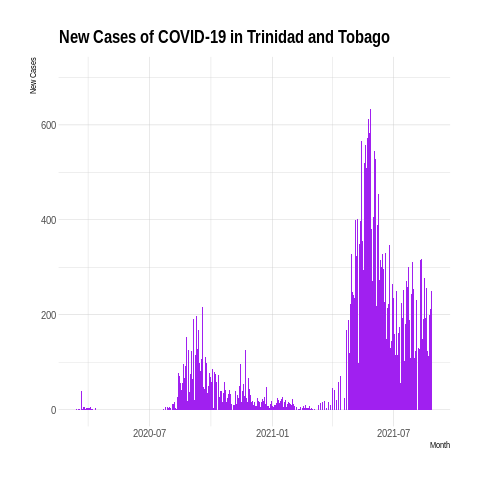 New Cases of COVID-19 in Trinidad and Tobago
New Cases
600
400
200
0
2020-07
2021-01
2021-07
Month